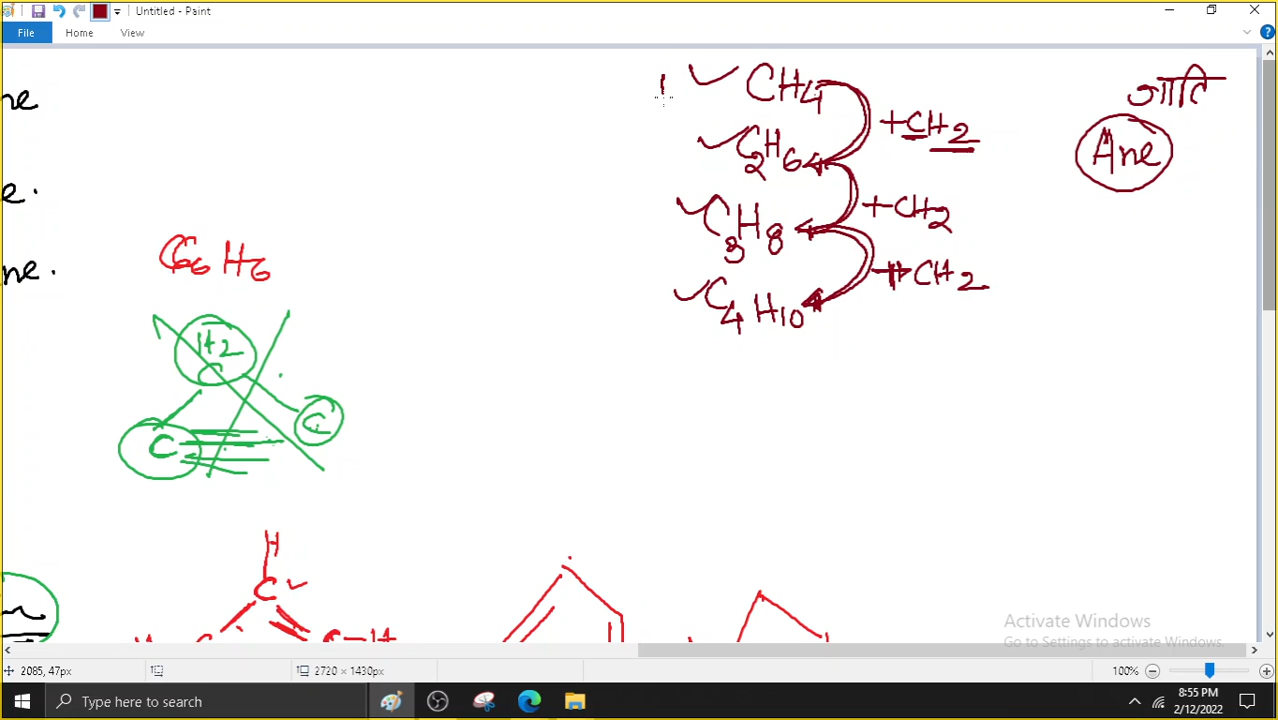 Untitled - Paint
File Home View
ne
e.
ne.
CH4
+CH2
C2H6
+CH2
C3H8
+CH2
C4H10
जाति
Ane
C6H6
H2
C
C
C
H
C
C-H
Activate Windows
Go to Settings to activate Windows.
2085, 47px
2720 × 1430px
100%
Type here to search
8:55 PM
2/12/2022